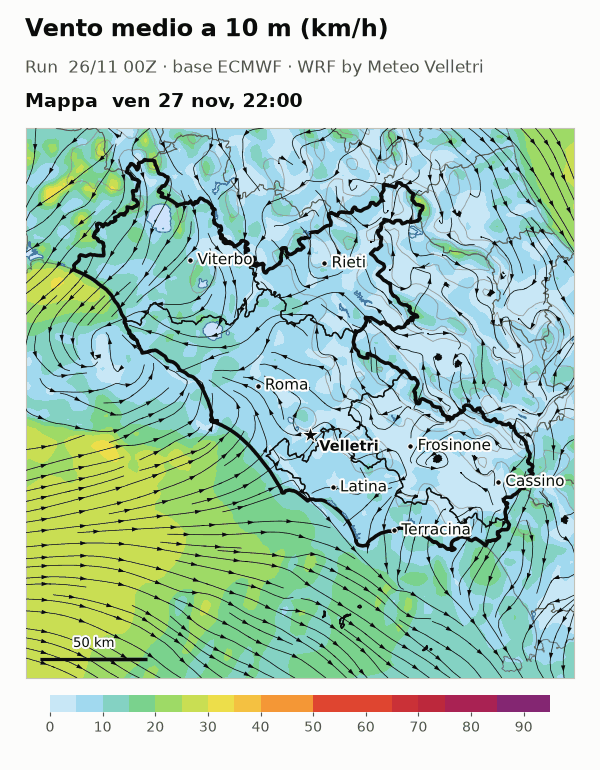 Vento medio a 10 m (km/h)
Run 26/11 00Z · base ECMWF · WRF by Meteo Velletri
Mappa ven 27 nov, 22:00
Viterbo
Rieti
Roma
Velletri
Frosinone
Latina
Cassino
Terracina
50 km
0 10 20 30 40 50 60 70 80 90